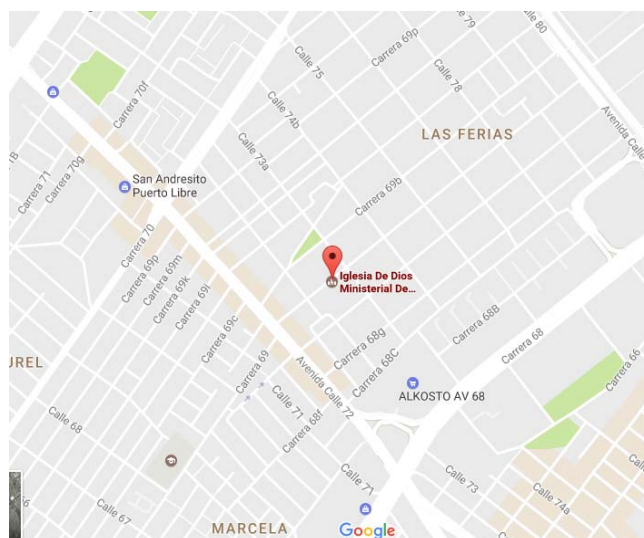 Calle 79
Calle 80
Carrera 69p
Carrera 70f
Calle 75
Calle 78
Avenida Calle
LAS FERIAS
Calle 74b
Calle 73a
Carrera 71
Carrera 70g
San Andresito
Puerto Libre
Carrera 69b
Carrera 70
Carrera 69p
Carrera 69m
Carrera 69k
Carrera 69i
Iglesia De Dios
Ministerial De...
Carrera 69c
Carrera 68g
Carrera 68B
Carrera 68
Carrera 66
Carrera 69
Carrera 68C
Avenida Calle 72
UREL
ALKOSTO AV 68
Calle 71
Carrera 68f
Calle 68
Calle 71
Calle 73
Calle 74a
Calle 67
MARCELA
Google